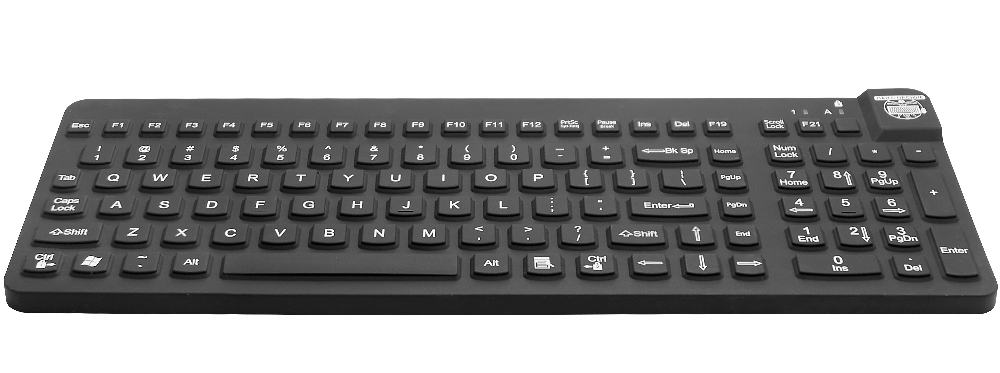 MAN & MACHINE
1 A
Esc F1 F2 F3 F4 F5 F6 F7 F8 F9 F10 F11 F12 PrtSc Pause Ins Del F19 Scroll F21
Sys Req Break Lock
! @ # $ % ^ & * ( ) _ + ←Bk Sp Home Num / * -
1 2 3 4 5 6 7 8 9 0 - = Lock
Tab Q W E R T Y U I O P { } ¦ PgUp 7 8↑ 9 +
[ ] \ Home PgUp
Caps A S D F G H J K L : “ Enter↵ PgDn 4 5 6
Lock ; ‘ ← →
⇧Shift Z X C V B N M < > ? ⇧Shift ↑ End 1 2↓ 3 Enter
, . / End PgDn
Ctrl ~ Alt Alt Ctrl ← ↓ → 0 .
1→ ` ←2 Ins Del